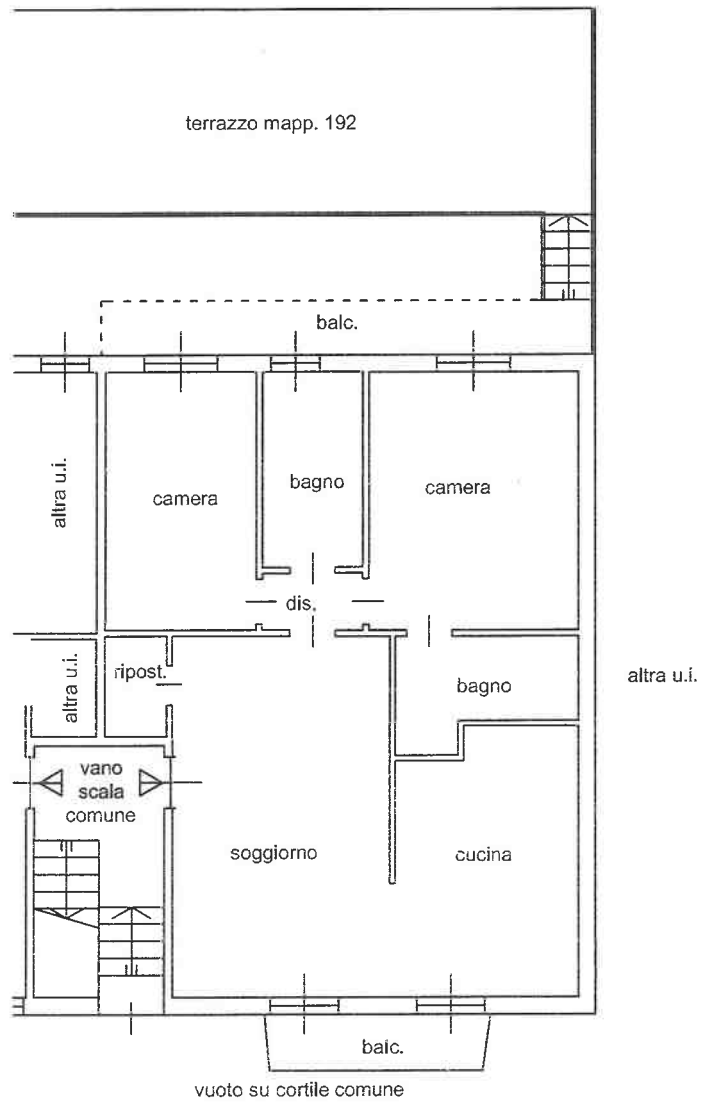 terrazzo mapp. 192
balc.
altra u.i.
camera
bagno
camera
dis.
altra u.i.
ripost.
bagno
altra u.i.
vano
scala
comune
soggiorno
cucina
balc.
vuoto su cortile comune